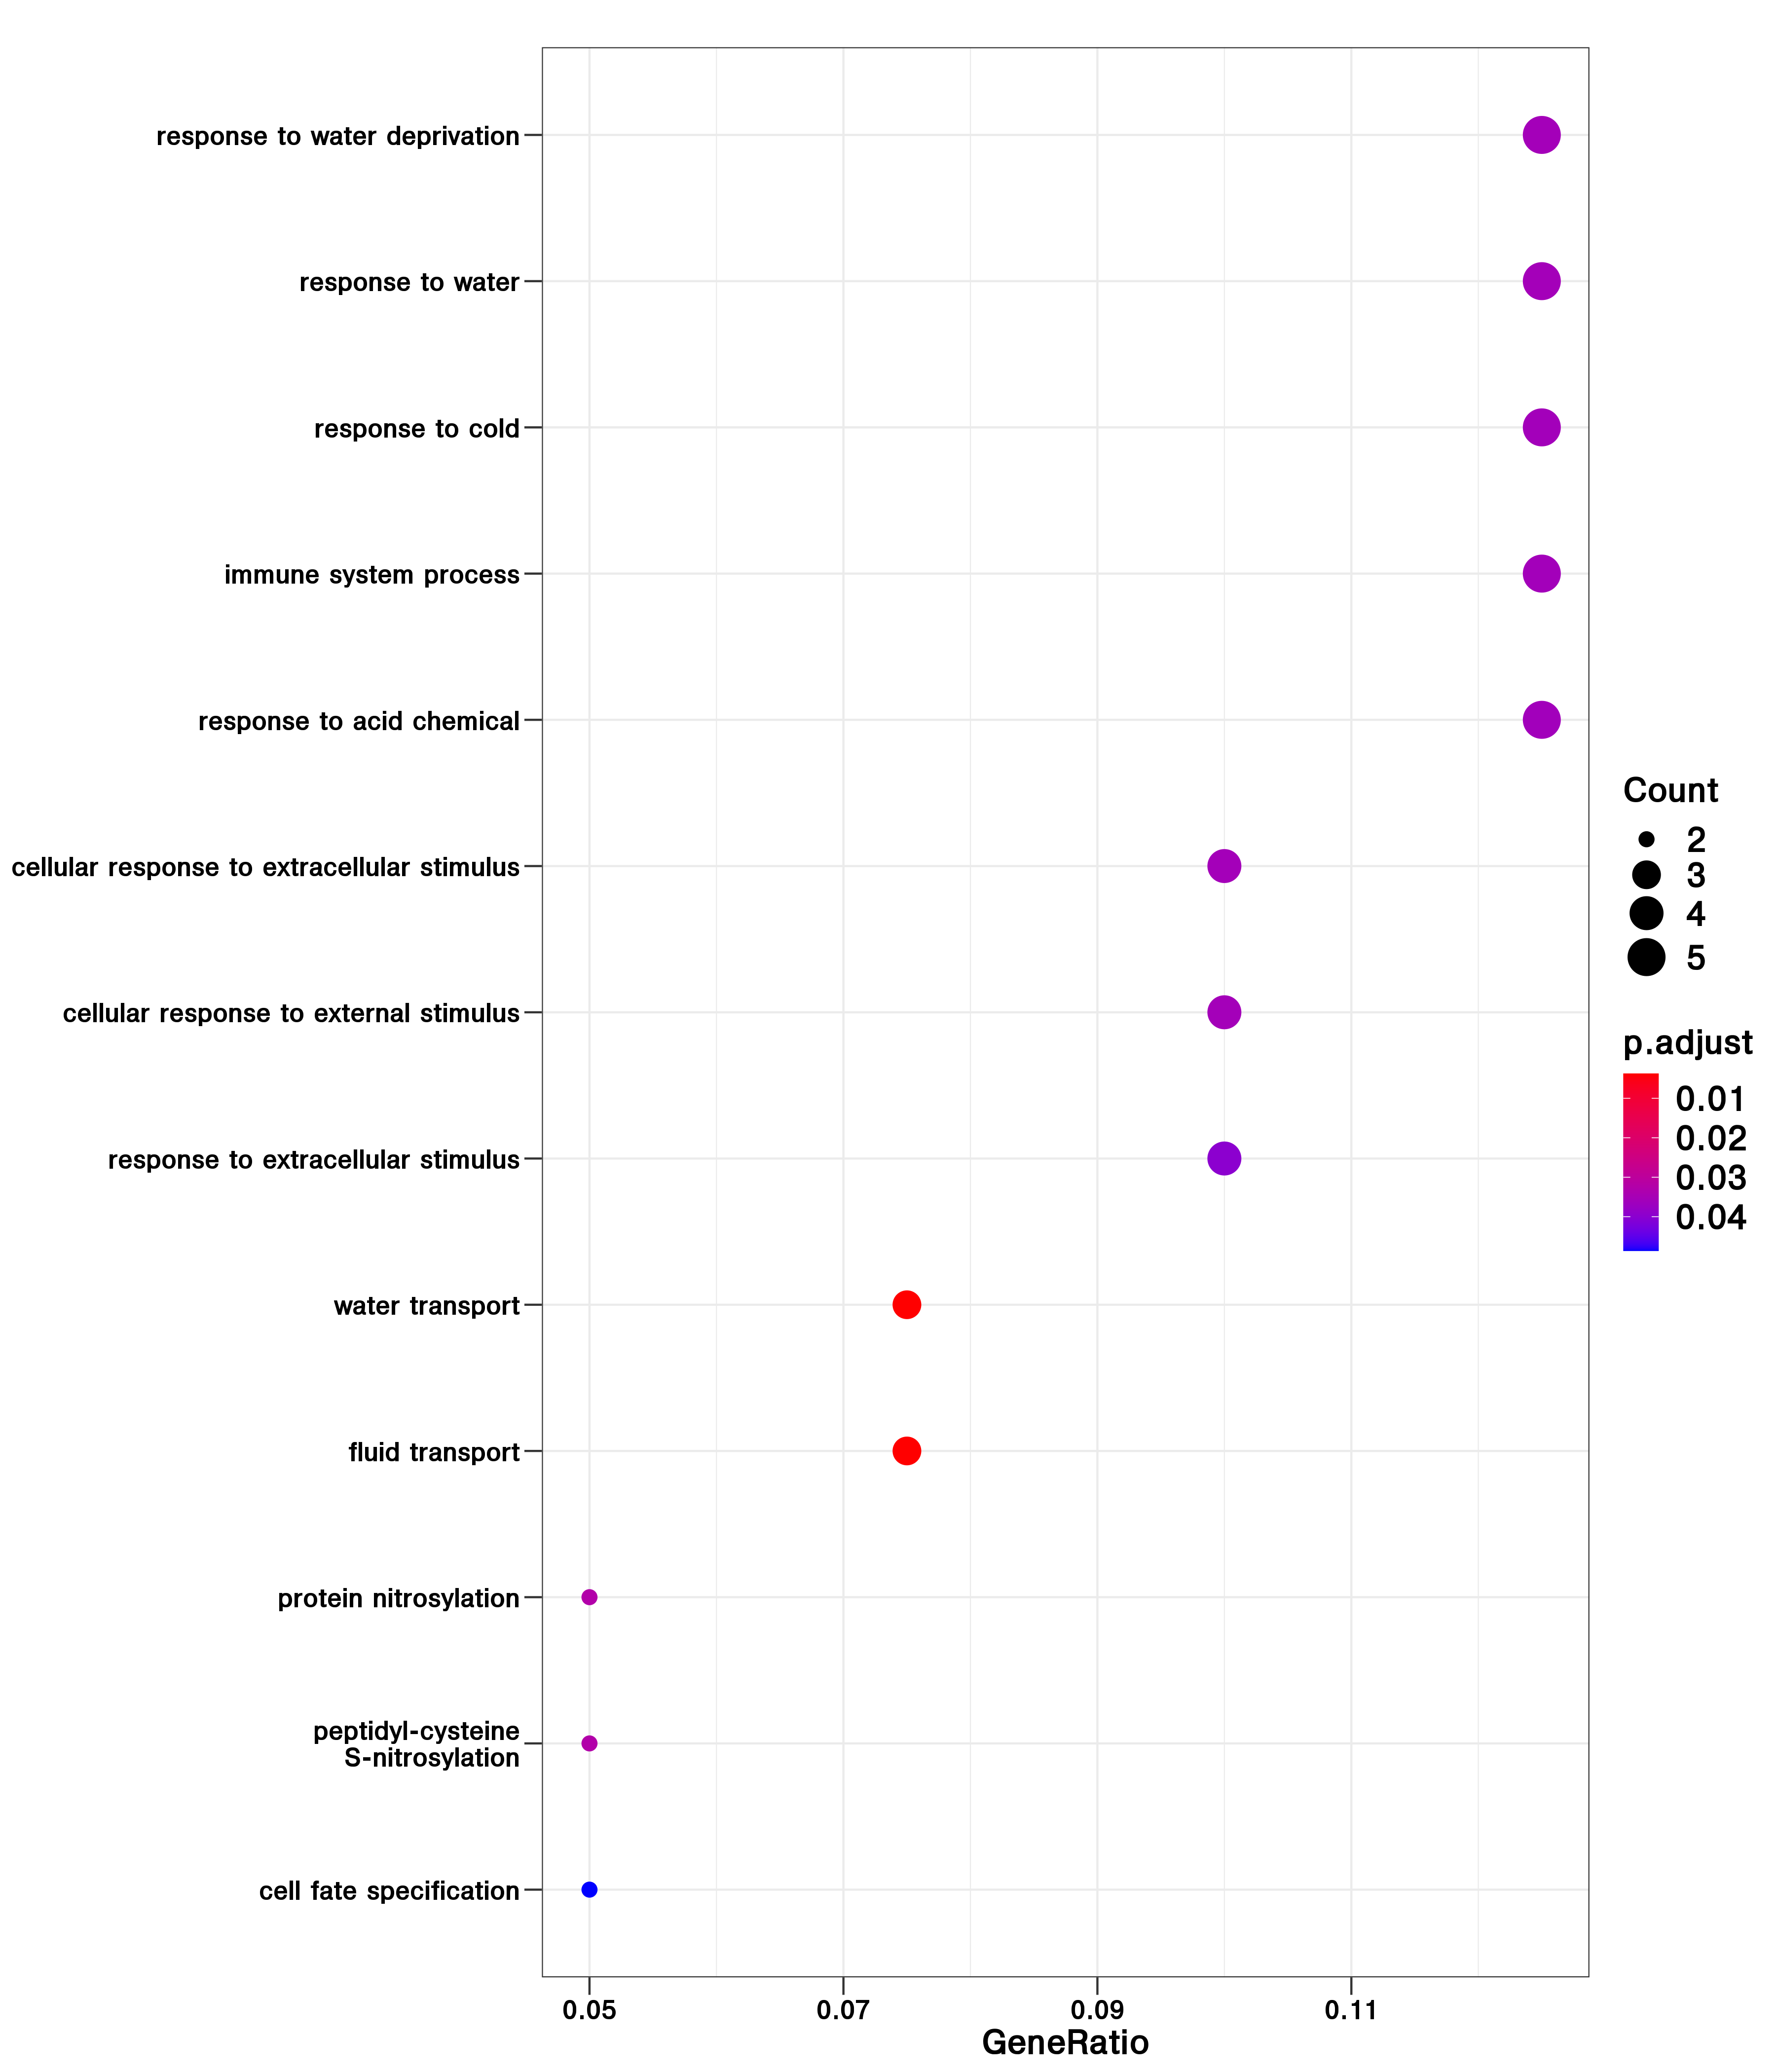 response to water deprivation
response to water
response to cold
immune system process
response to acid chemical
cellular response to extracellular stimulus
cellular response to external stimulus
response to extracellular stimulus
water transport
fluid transport
protein nitrosylation
peptidyl-cysteine
S-nitrosylation
cell fate specification
0.05
0.07
0.09
0.11
GeneRatio
Count
2
3
4
5
p.adjust
0.01
0.02
0.03
0.04